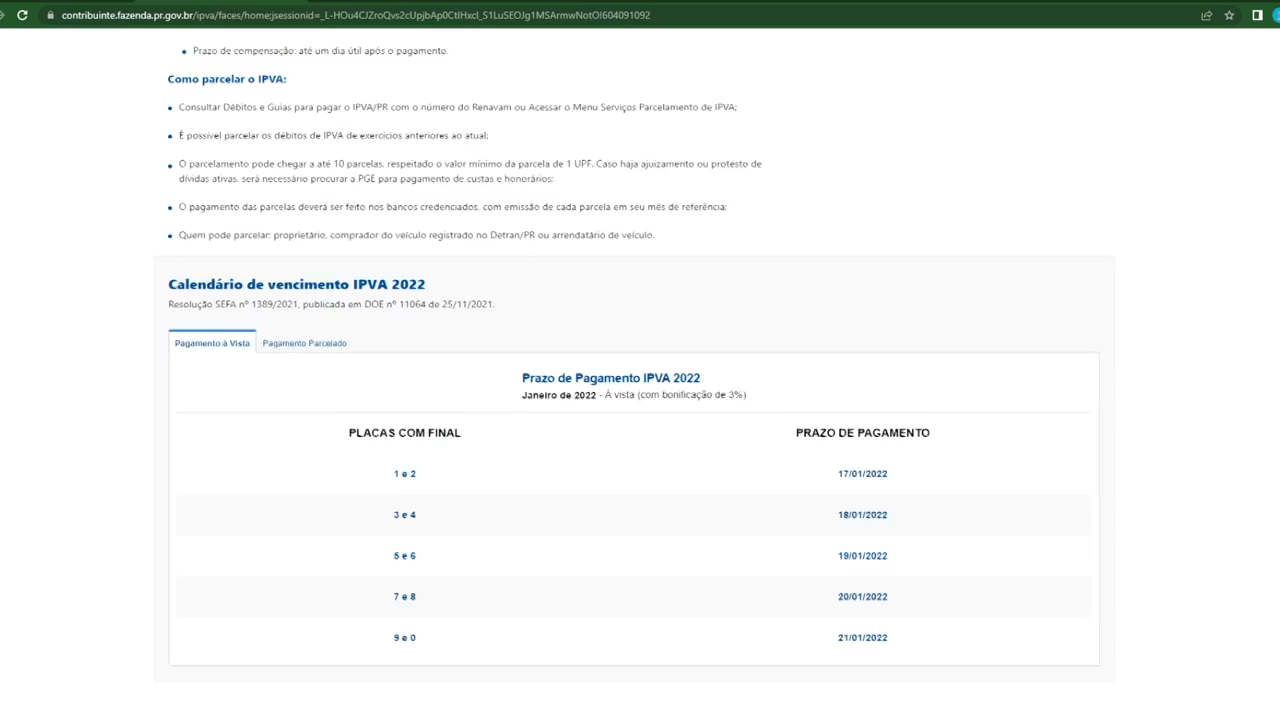 contribuinte.fazenda.pr.gov.br/ipva/faces/home;jsessionid=_L-HOu4CJZroQvs2cUpjbAp0CtIHxcI_S1LuSEOJg1MSArmwNotOI604091092
Prazo de compensação: até um dia útil após o pagamento.
Como parcelar o IPVA:
Consultar Débitos e Guias para pagar o IPVA/PR com o número do Renavam ou Acessar o Menu Serviços Parcelamento de IPVA;
É possível parcelar os débitos de IPVA de exercícios anteriores ao atual;
O parcelamento pode chegar a até 10 parcelas, respeitado o valor mínimo da parcela de 1 UPF. Caso haja ajuizamento ou protesto de
dívidas ativas, será necessário procurar a PGE para pagamento de custas e honorários;
O pagamento das parcelas deverá ser feito nos bancos credenciados, com emissão de cada parcela em seu mês de referência;
Quem pode parcelar: proprietário, comprador do veículo registrado no Detran/PR ou arrendatário de veículo.
Calendário de vencimento IPVA 2022
Resolução SEFA nº 1389/2021, publicada em DOE nº 11064 de 25/11/2021.
Pagamento à Vista Pagamento Parcelado
Prazo de Pagamento IPVA 2022
Janeiro de 2022 - Á vista (com bonificação de 3%)
PLACAS COM FINAL PRAZO DE PAGAMENTO
1 e 2 17/01/2022
3 e 4 18/01/2022
5 e 6 19/01/2022
7 e 8 20/01/2022
9 e 0 21/01/2022